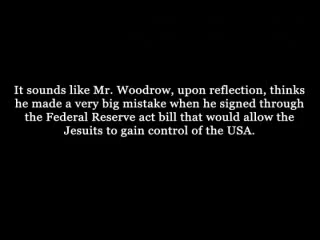 It sounds like Mr. Woodrow, upon reflection, thinks
he made a very big mistake when he signed through
the Federal Reserve act bill that would allow the
Jesuits to gain control of the USA.